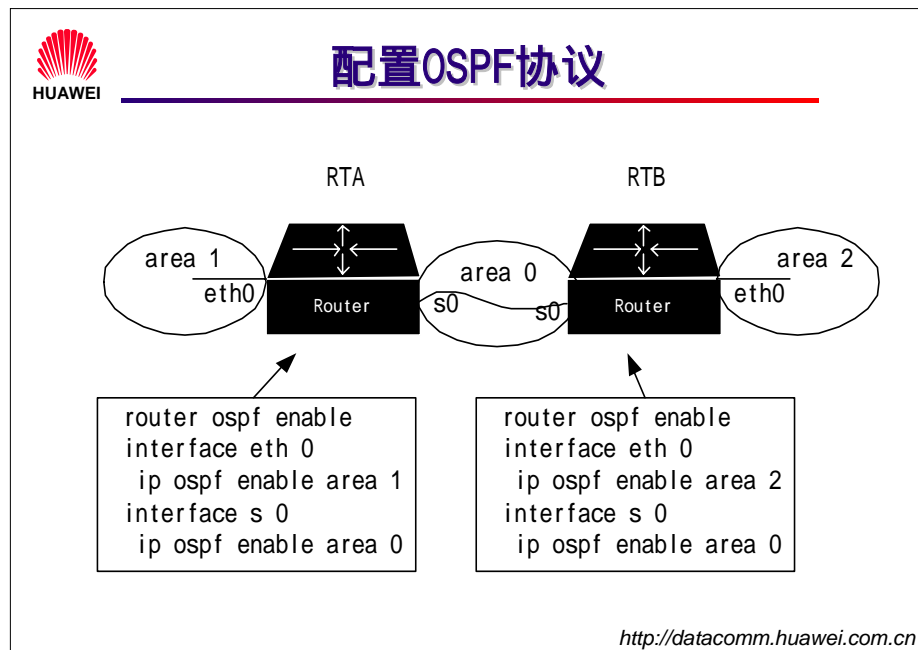 HUAWEI
配置OSPF协议
RTA
RTB
area 1
eth0
Router
area 0
s0
s0
Router
area 2
eth0
router ospf enable
interface eth 0
ip ospf enable area 1
interface s 0
ip ospf enable area 0
router ospf enable
interface eth 0
ip ospf enable area 2
interface s 0
ip ospf enable area 0
http://datacomm.huawei.com.cn